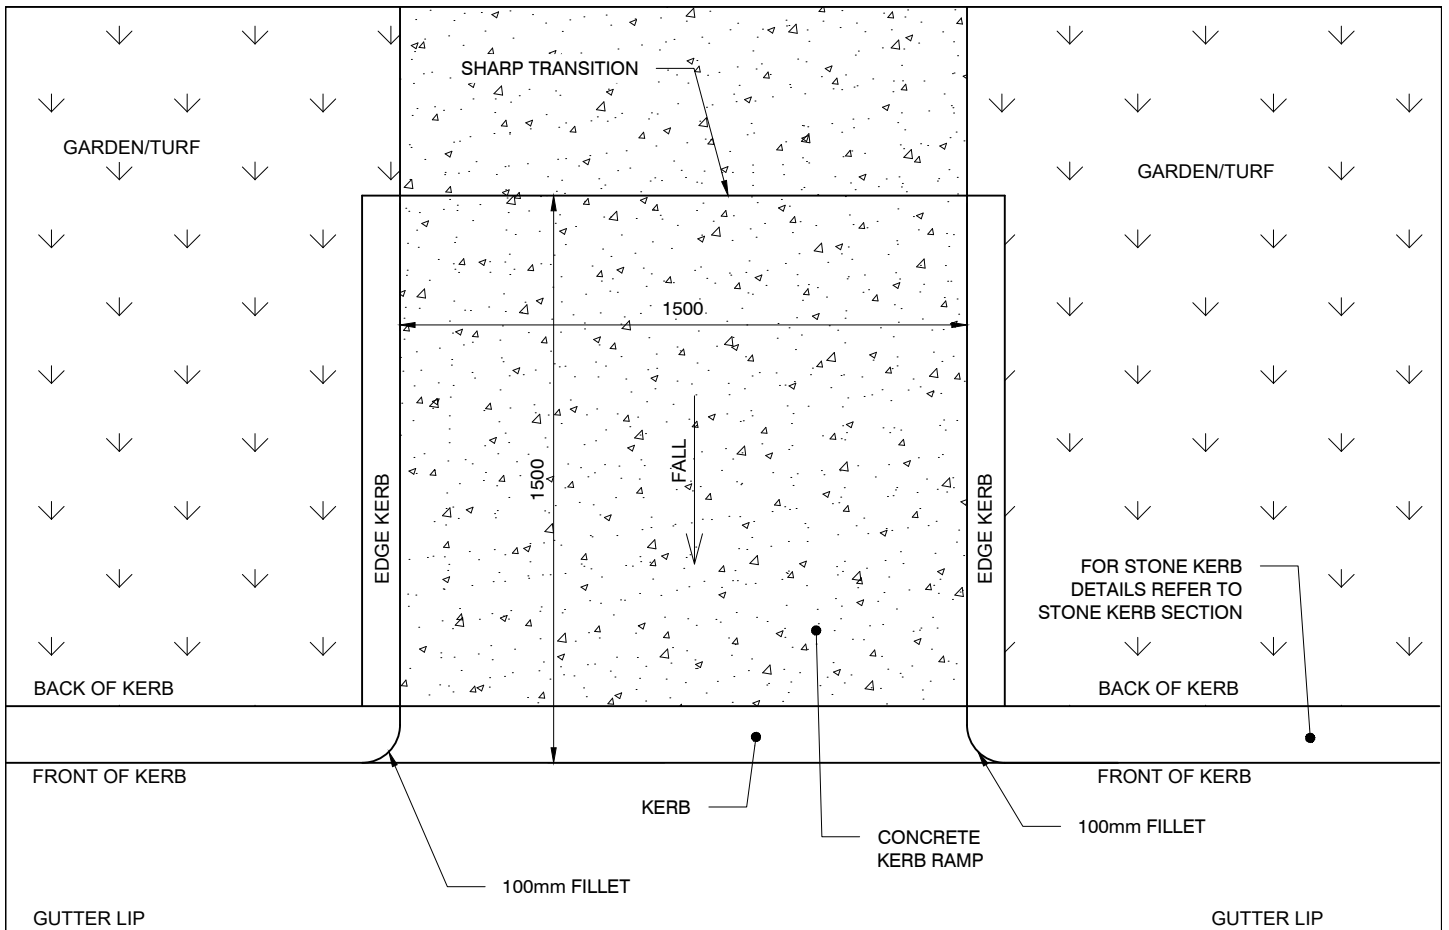 SHARP TRANSITION
GARDEN/TURF
GARDEN/TURF
1500
1500
FALL
EDGE KERB
EDGE KERB
FOR STONE KERB
DETAILS REFER TO
STONE KERB SECTION
BACK OF KERB
BACK OF KERB
FRONT OF KERB
FRONT OF KERB
KERB
100mm FILLET
CONCRETE
KERB RAMP
100mm FILLET
GUTTER LIP
GUTTER LIP